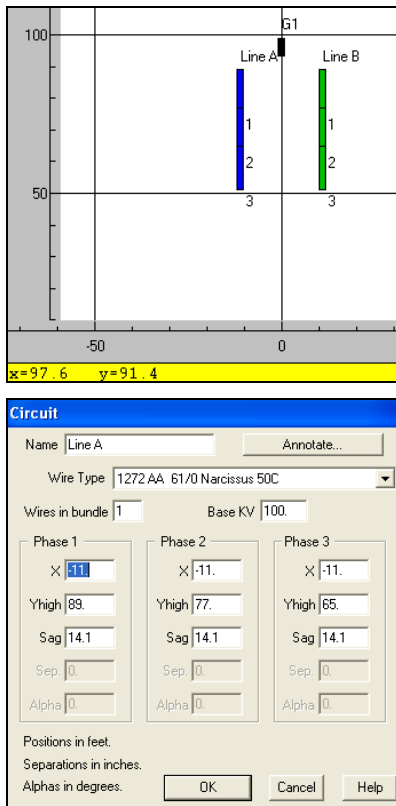 G1
100
Line A Line B
1 1
2 2
50
3 3
-50 0
x=97.6 y=91.4
Circuit
Name Line A Annotate...
Wire Type 1272 AA 61/0 Narcissus 50C
Wires in bundle 1 Base KV 100.
Phase 1 Phase 2 Phase 3
X -11. X -11. X -11.
Yhigh 89. Yhigh 77. Yhigh 65.
Sag 14.1 Sag 14.1 Sag 14.1
Sep. 0. Sep. 0. Sep. 0.
Alpha 0. Alpha 0. Alpha 0.
Positions in feet.
Separations in inches.
Alphas in degrees. OK Cancel Help